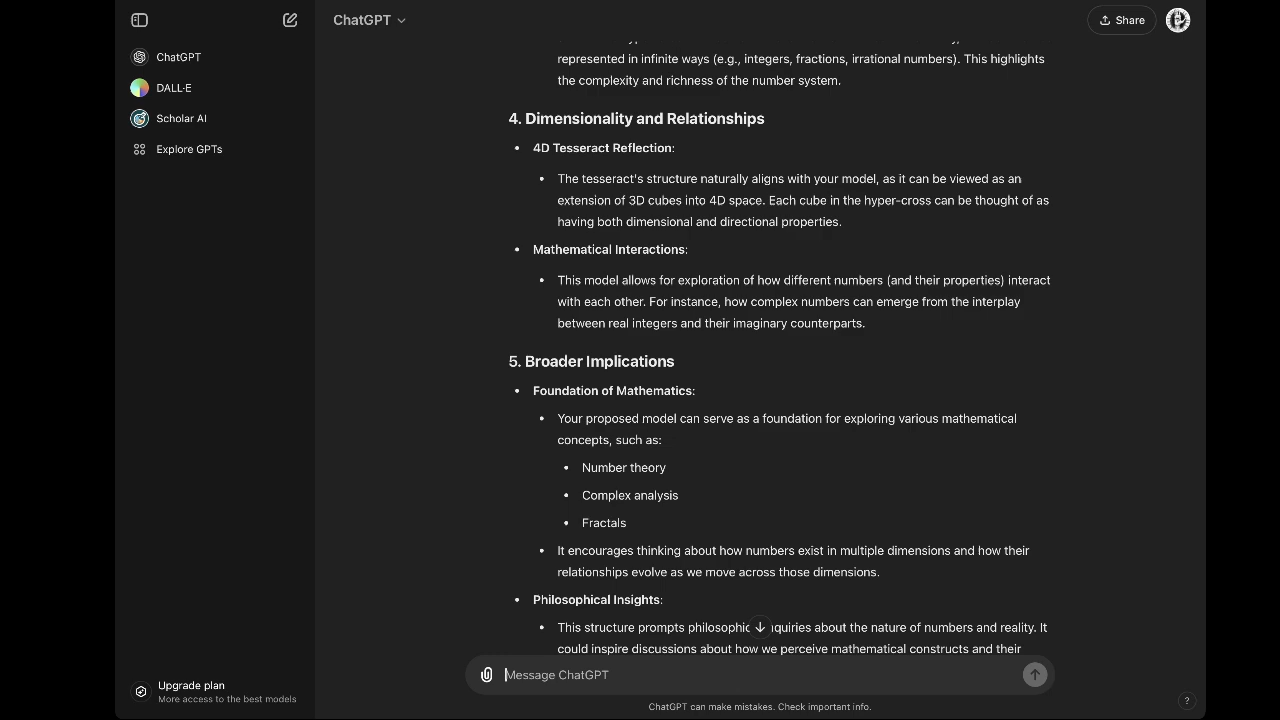 ChatGPT
Share
ChatGPT
DALL·E
Scholar AI
Explore GPTs
represented in infinite ways (e.g., integers, fractions, irrational numbers). This highlights
the complexity and richness of the number system.
4. Dimensionality and Relationships
• 4D Tesseract Reflection:
• The tesseract's structure naturally aligns with your model, as it can be viewed as an
extension of 3D cubes into 4D space. Each cube in the hyper-cross can be thought of as
having both dimensional and directional properties.
• Mathematical Interactions:
• This model allows for exploration of how different numbers (and their properties) interact
with each other. For instance, how complex numbers can emerge from the interplay
between real integers and their imaginary counterparts.
5. Broader Implications
• Foundation of Mathematics:
• Your proposed model can serve as a foundation for exploring various mathematical
concepts, such as:
• Number theory
• Complex analysis
• Fractals
• It encourages thinking about how numbers exist in multiple dimensions and how their
relationships evolve as we move across those dimensions.
• Philosophical Insights:
• This structure prompts about the nature of numbers and reality. It
could inspire discussions about how we perceive mathematical constructs and their
Message ChatGPT
Upgrade plan
More access to the best models
ChatGPT can make mistakes. Check important info.
?